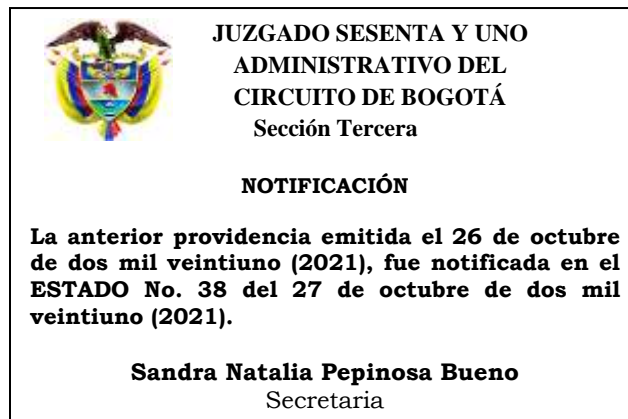 JUZGADO SESENTA Y UNO
ADMINISTRATIVO DEL
CIRCUITO DE BOGOTÁ
Sección Tercera
NOTIFICACIÓN
La anterior providencia emitida el 26 de octubre
de dos mil veintiuno (2021), fue notificada en el
ESTADO No. 38 del 27 de octubre de dos mil
veintiuno (2021).
Sandra Natalia Pepinosa Bueno
Secretaria